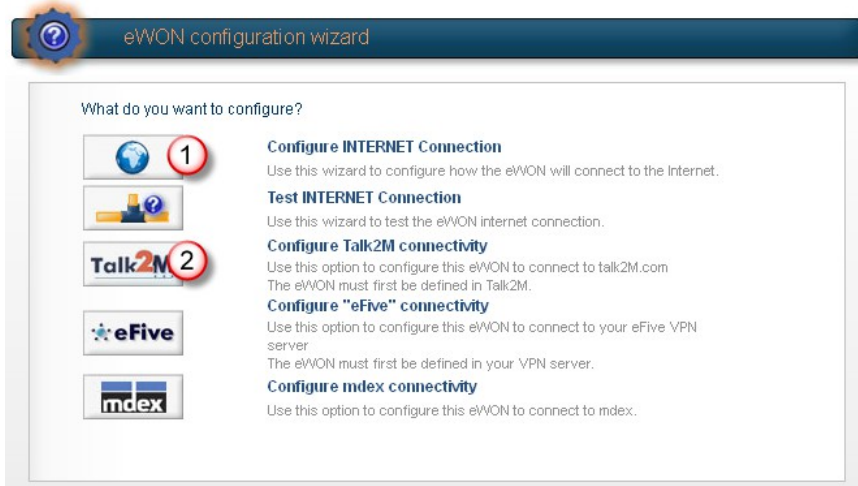 eWON configuration wizard
What do you want to configure?
1
Configure INTERNET Connection
Use this wizard to configure how the eWON will connect to the Internet.
Test INTERNET Connection
Use this wizard to test the eWON internet connection.
Talk2M 2
Configure Talk2M connectivity
Use this option to configure this eWON to connect to talk2M.com
The eWON must first be defined in Talk2M.
eFive
Configure "eFive" connectivity
Use this option to configure this eWON to connect to your eFive VPN
server
The eWON must first be defined in your VPN server.
mdex
Configure mdex connectivity
Use this option to configure this eWON to connect to mdex.